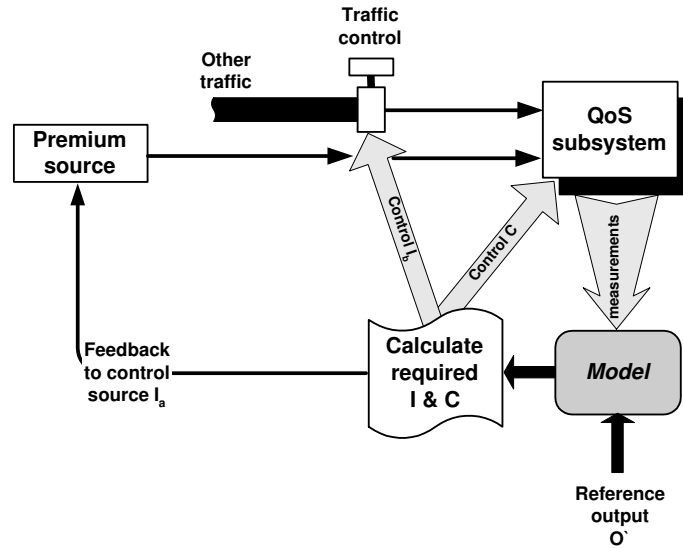 Traffic
control
Other
traffic
Premium
source
QoS
subsystem
Control I_b
Control C
measurements
Feedback
to control
source I_a
Calculate
required
I & C
Model
Reference
output
O`